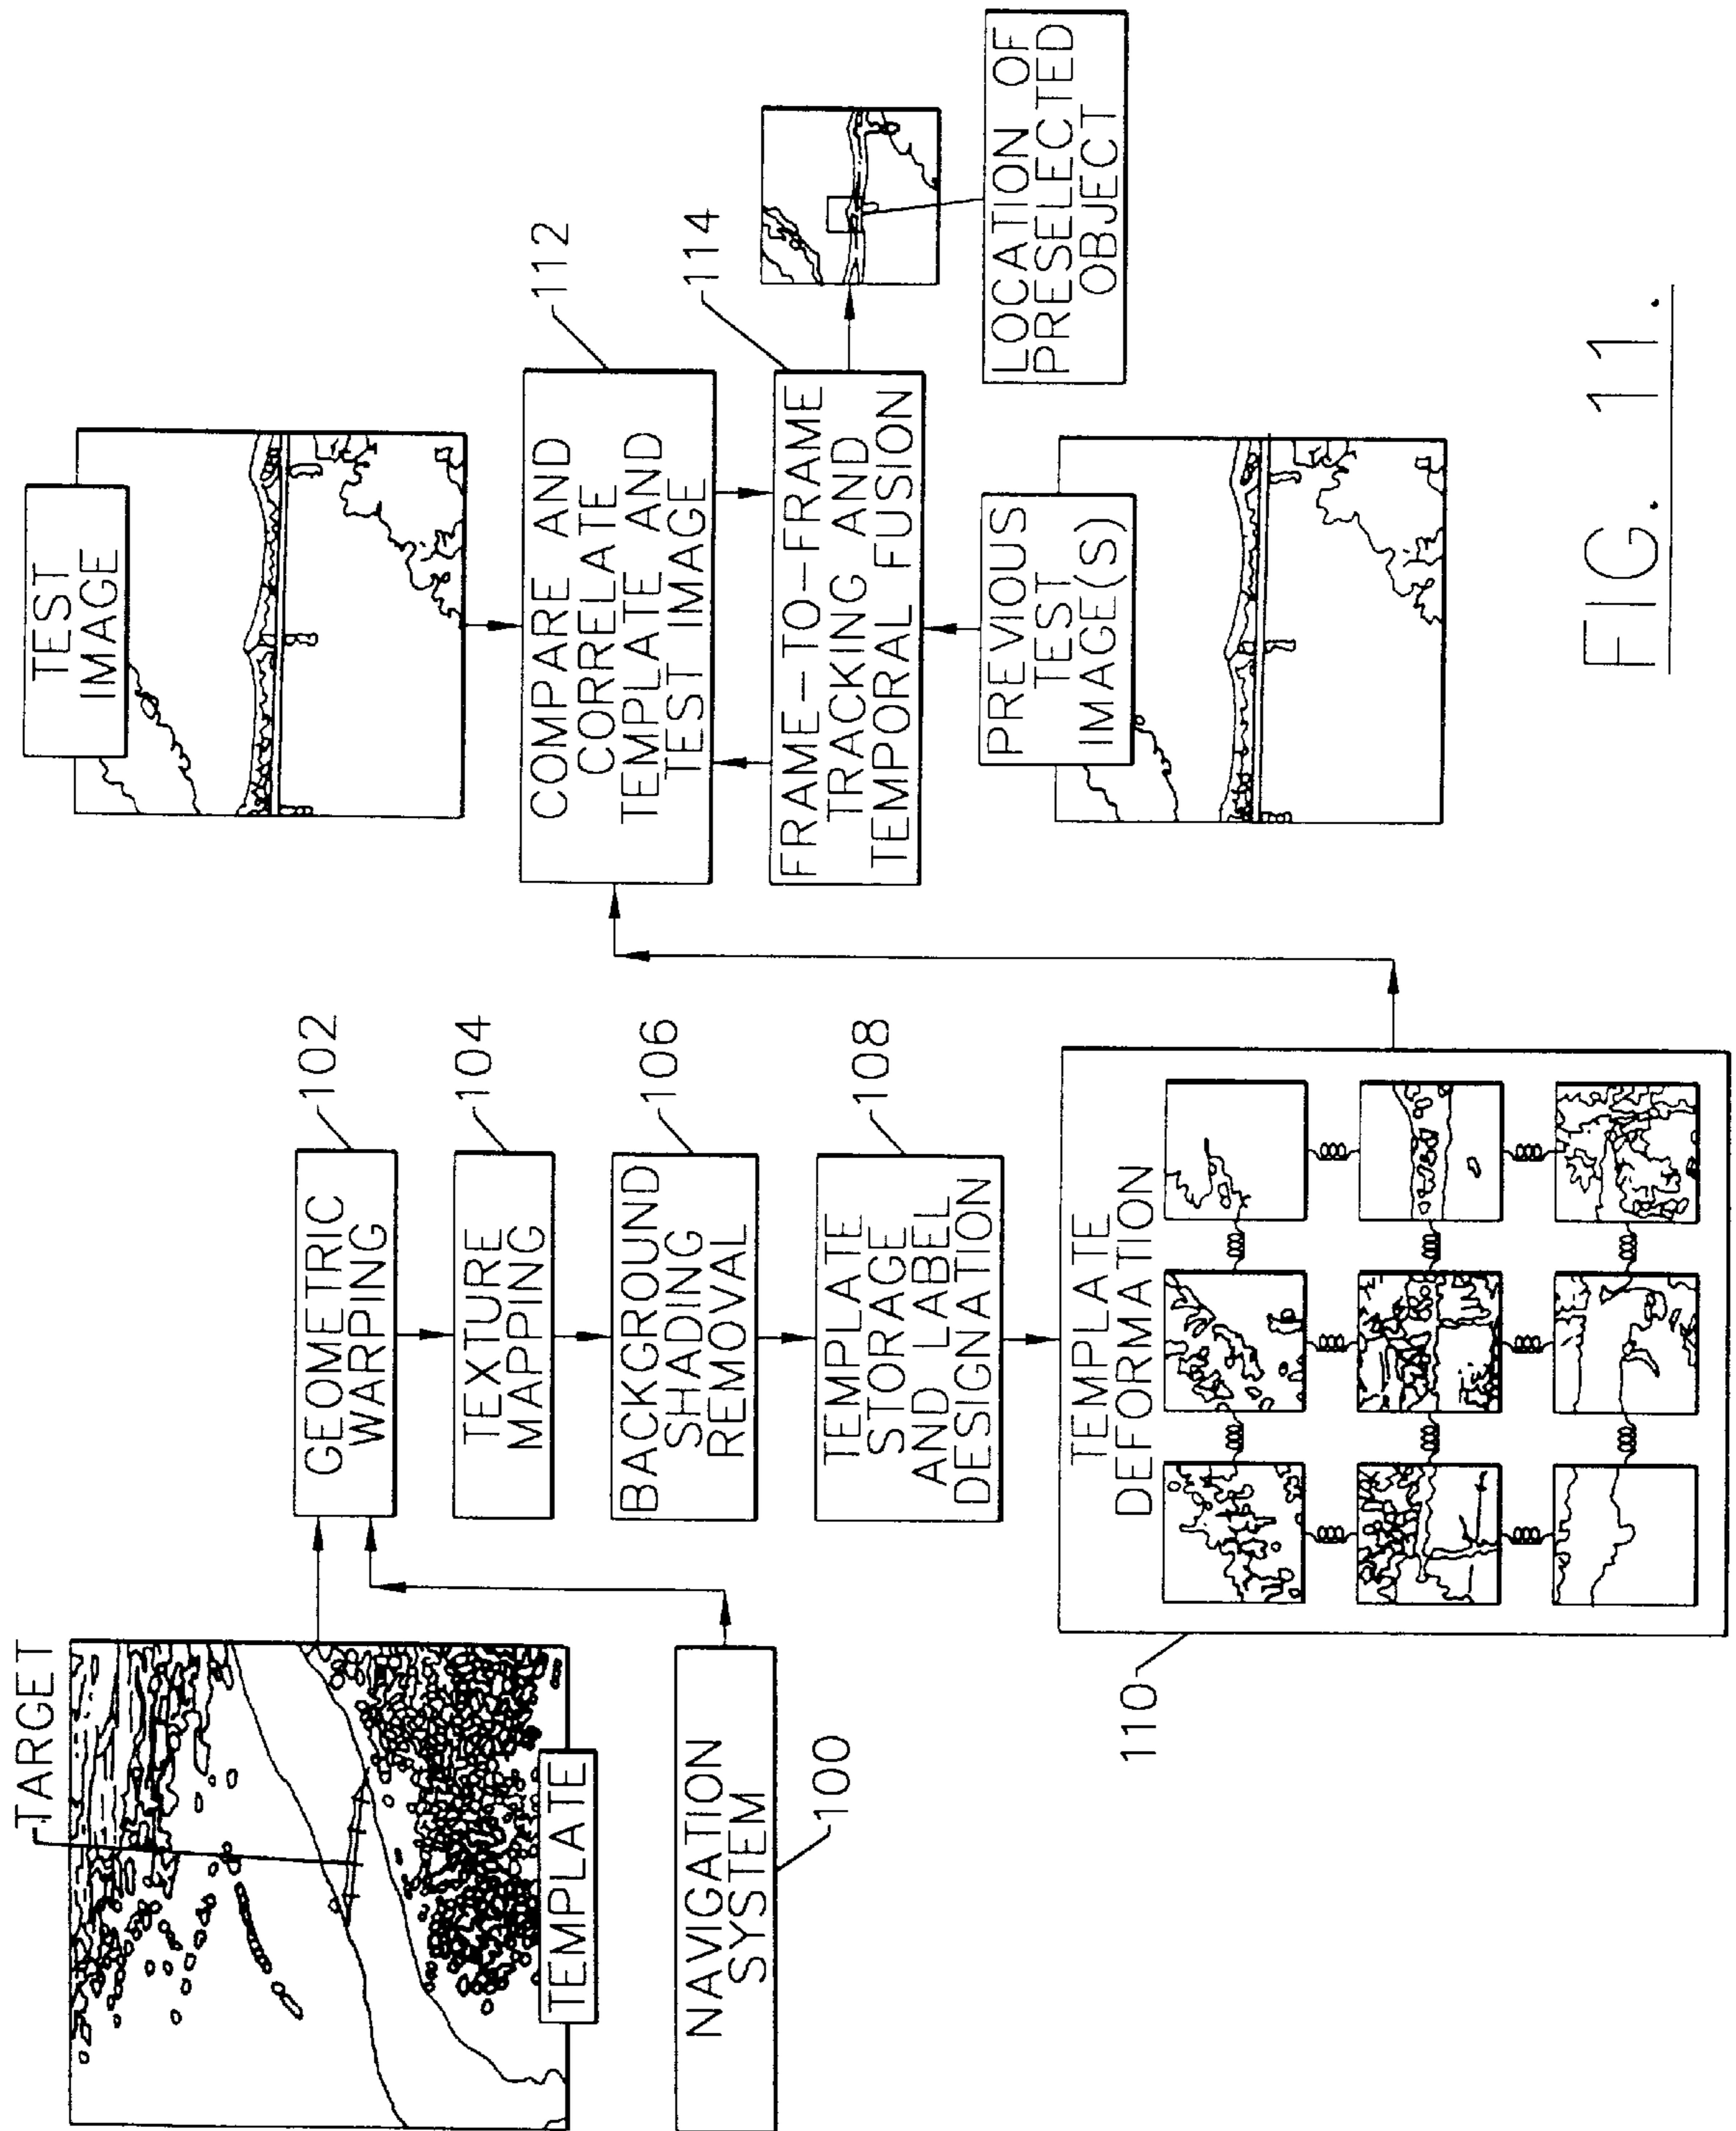 TARGET
TEMPLATE
NAVIGATION
SYSTEM
100
GEOMETRIC
WARPING
102
TEXTURE
MAPPING
104
BACKGROUND
SHADING
REMOVAL
106
TEMPLATE
STORAGE
AND LABEL
DESIGNATION
108
TEMPLATE
DEFORMATION
110
TEST
IMAGE
COMPARE AND
CORRELATE
TEMPLATE AND
TEST IMAGE
112
FRAME-TO-FRAME
TRACKING AND
TEMPORAL FUSION
114
PREVIOUS
TEST
IMAGE(S)
LOCATION OF
PRESELECTED
OBJECT
FIG. 11.